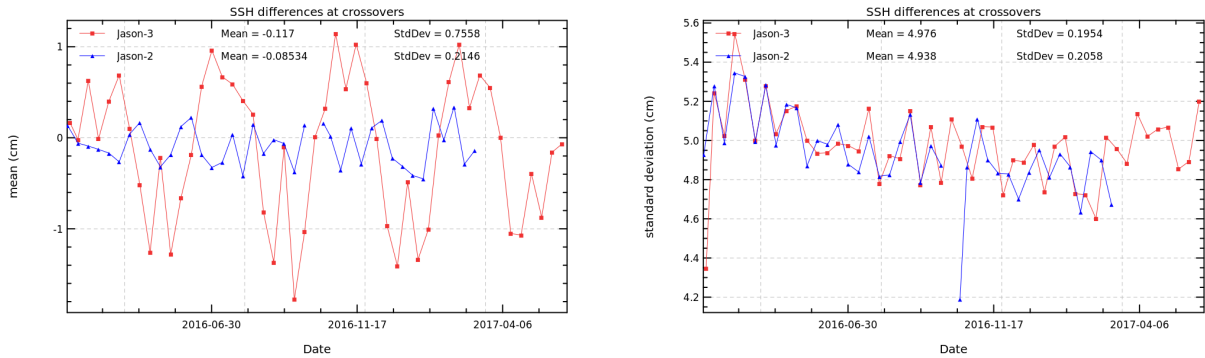 SSH differences at crossovers
Jason-3 Mean = -0.117 StdDev = 0.7558
Jason-2 Mean = -0.08534 StdDev = 0.2146
1
0
-1
mean (cm)
2016-06-30 2016-11-17 2017-04-06
Date
SSH differences at crossovers
Jason-3 Mean = 4.976 StdDev = 0.1954
Jason-2 Mean = 4.938 StdDev = 0.2058
5.6
5.4
5.2
5.0
4.8
4.6
4.4
4.2
standard deviation (cm)
2016-06-30 2016-11-17 2017-04-06
Date